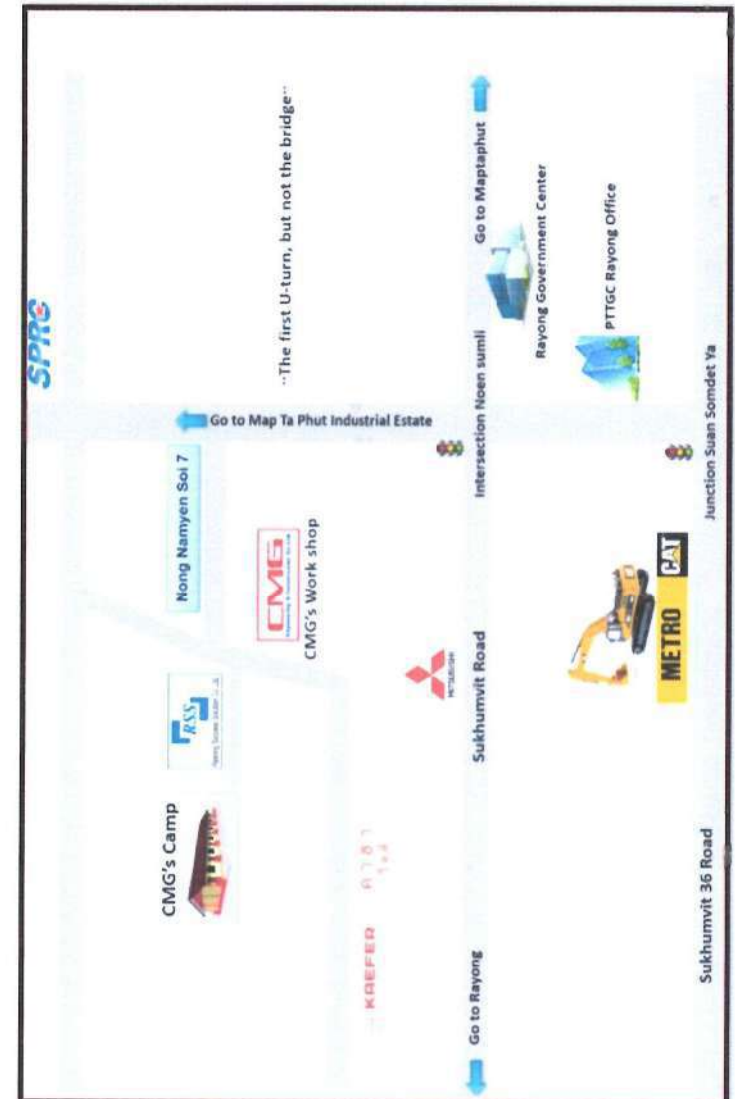 SPRC
--The first U-turn, but not the bridge--
Go to Map Ta Phut Industrial Estate
Nong Namyen Soi 7
CMG
CMG's Work shop
RSS
CMG's Camp
KAEFER
MITSUBISHI
Go to Rayong
Sukhumvit Road
Intersection Noen sumli
Go to Maptaphut
Rayong Government Center
PTTGC Rayong Office
METRO CAT
Sukhumvit 36 Road
Junction Suan Somdet Ya